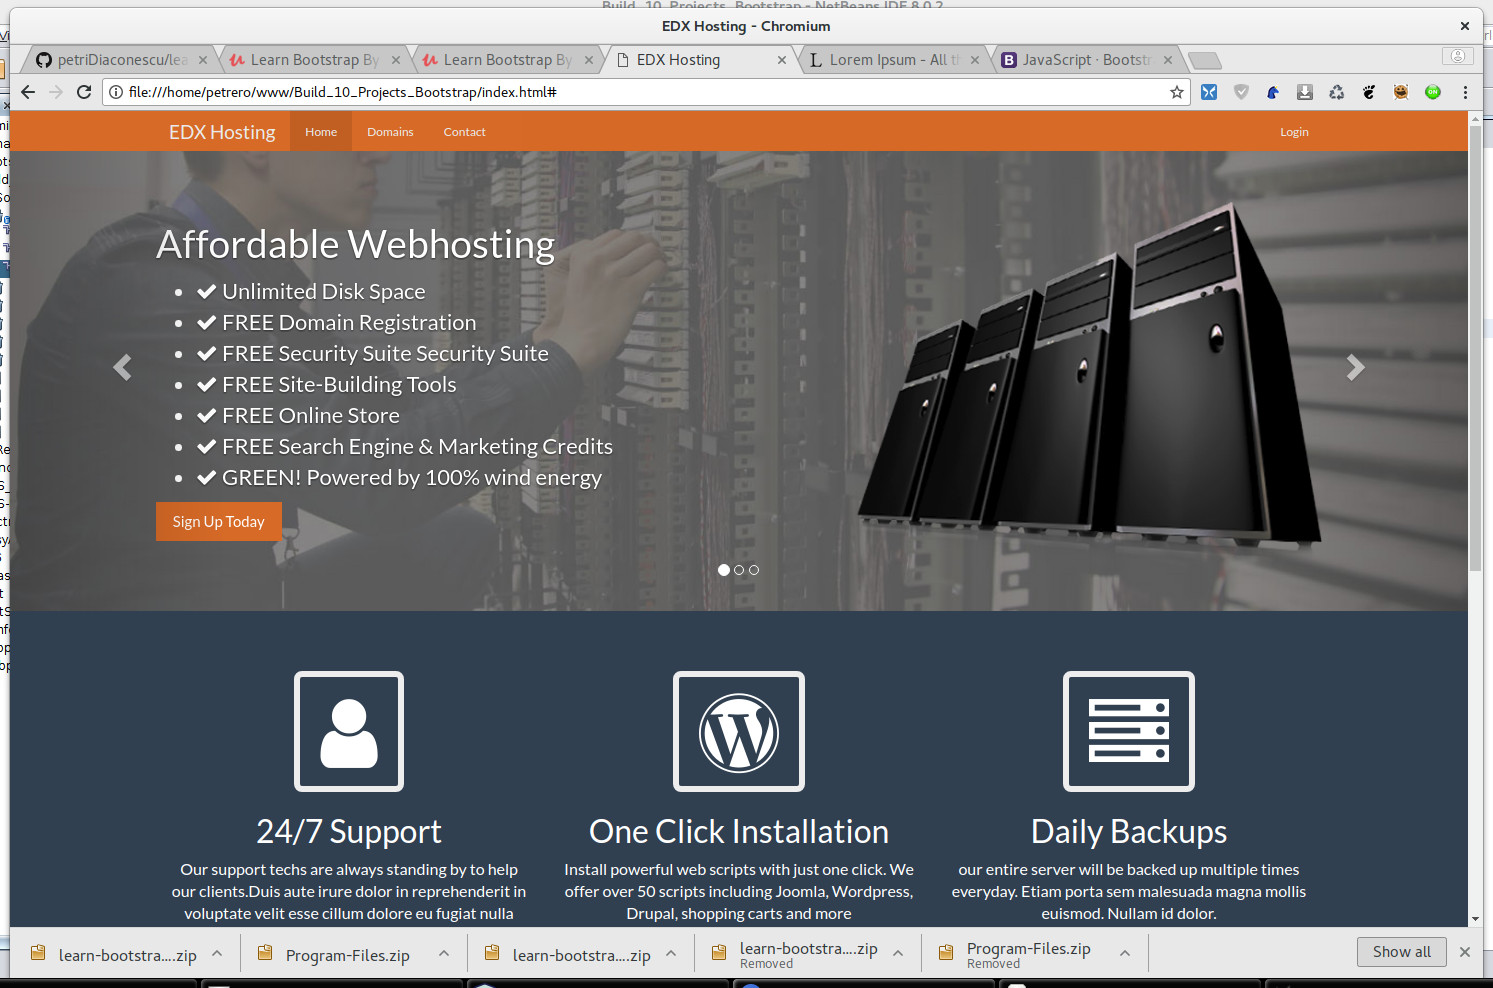 Build_10_Projects_Bootstrap - NetBeans IDE 8.0.2
EDX Hosting - Chromium
petriDiaconescu/lea
Learn Bootstrap By
Learn Bootstrap By
EDX Hosting
Lorem Ipsum - All t
JavaScript · Bootstr
file:///home/petrero/www/Build_10_Projects_Bootstrap/index.html#
ON
EDX Hosting
Home
Domains
Contact
Login
Affordable Webhosting
Unlimited Disk Space
FREE Domain Registration
FREE Security Suite Security Suite
FREE Site-Building Tools
FREE Online Store
FREE Search Engine & Marketing Credits
GREEN! Powered by 100% wind energy
Sign Up Today
24/7 Support
Our support techs are always standing by to help
our clients.Duis aute irure dolor in reprehenderit in
voluptate velit esse cillum dolore eu fugiat nulla
One Click Installation
Install powerful web scripts with just one click. We
offer over 50 scripts including Joomla, Wordpress,
Drupal, shopping carts and more
Daily Backups
our entire server will be backed up multiple times
everyday. Etiam porta sem malesuada magna mollis
euismod. Nullam id dolor.
learn-bootstra....zip
Program-Files.zip
learn-bootstra....zip
learn-bootstra....zip
Removed
Program-Files.zip
Removed
Show all